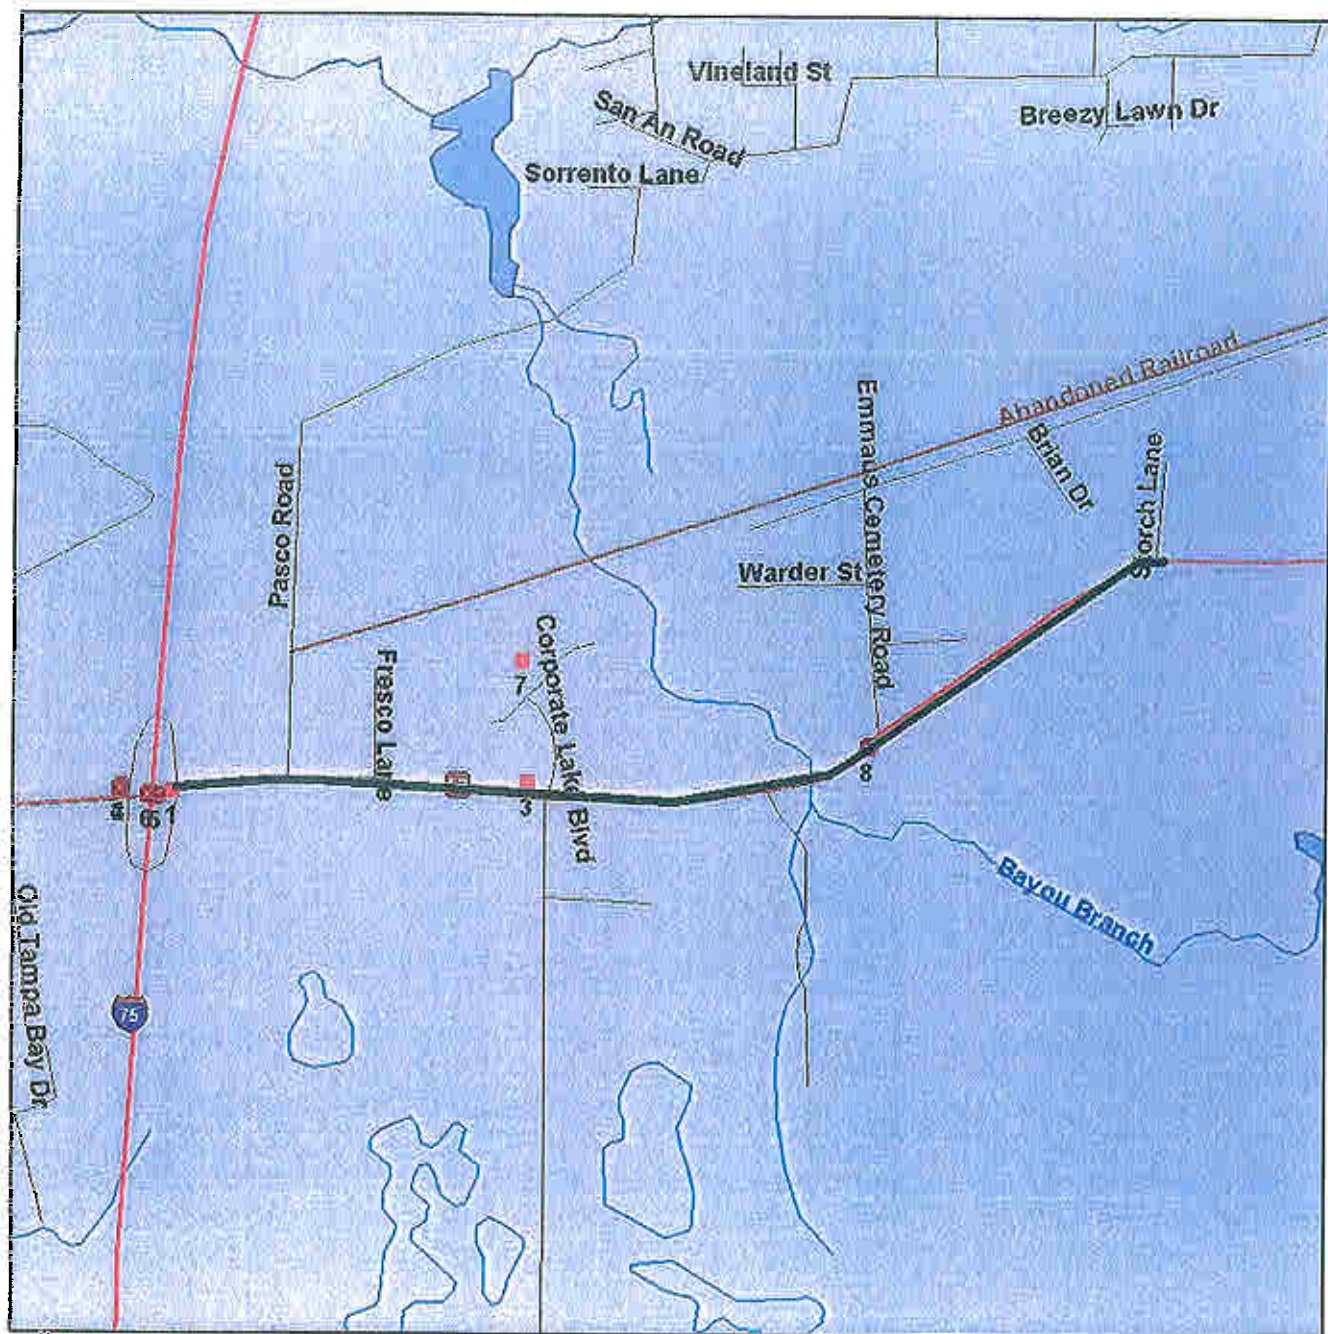 Vineland St
San An Road
Breezy Lawn Dr
Sorrento Lane
Abandoned Railroad
Emmaus Cemetery Road
Brian Dr
Storch Lane
Pasco Road
Warder St
Corporate Lake Blvd
7
Fresco Lane
8
3
1
Bayou Branch
Old Tampa Bay Dr
75